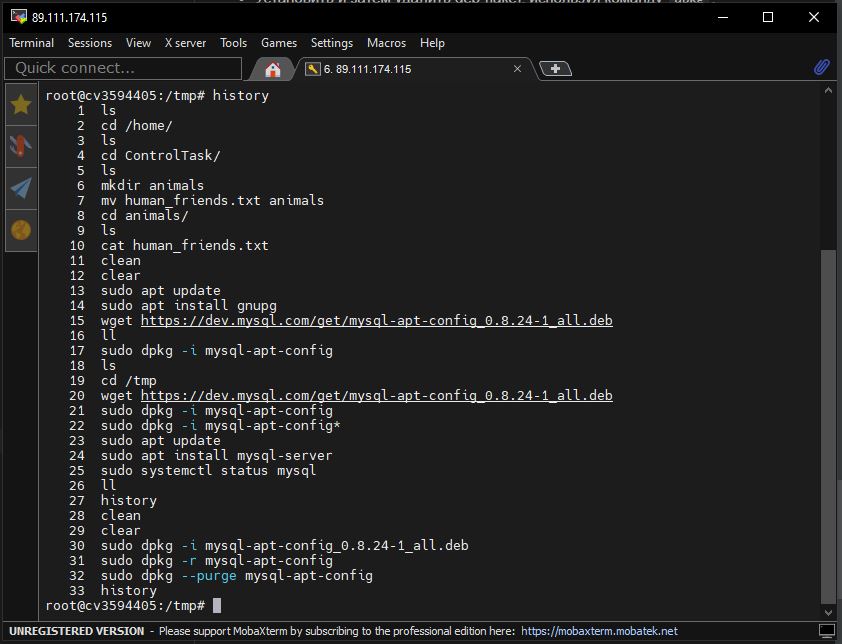 89.111.174.115
Terminal Sessions View X server Tools Games Settings Macros Help
Quick connect...
6. 89.111.174.115
root@cv3594405:/tmp# history
1 ls
2 cd /home/
3 ls
4 cd ControlTask/
5 ls
6 mkdir animals
7 mv human_friends.txt animals
8 cd animals/
9 ls
10 cat human_friends.txt
11 clean
12 clear
13 sudo apt update
14 sudo apt install gnupg
15 wget https://dev.mysql.com/get/mysql-apt-config_0.8.24-1_all.deb
16 ll
17 sudo dpkg -i mysql-apt-config
18 ls
19 cd /tmp
20 wget https://dev.mysql.com/get/mysql-apt-config_0.8.24-1_all.deb
21 sudo dpkg -i mysql-apt-config
22 sudo dpkg -i mysql-apt-config*
23 sudo apt update
24 sudo apt install mysql-server
25 sudo systemctl status mysql
26 ll
27 history
28 clean
29 clear
30 sudo dpkg -i mysql-apt-config_0.8.24-1_all.deb
31 sudo dpkg -r mysql-apt-config
32 sudo dpkg --purge mysql-apt-config
33 history
root@cv3594405:/tmp#
UNREGISTERED VERSION - Please support MobaXterm by subscribing to the professional edition here: https://mobaxterm.mobatek.net